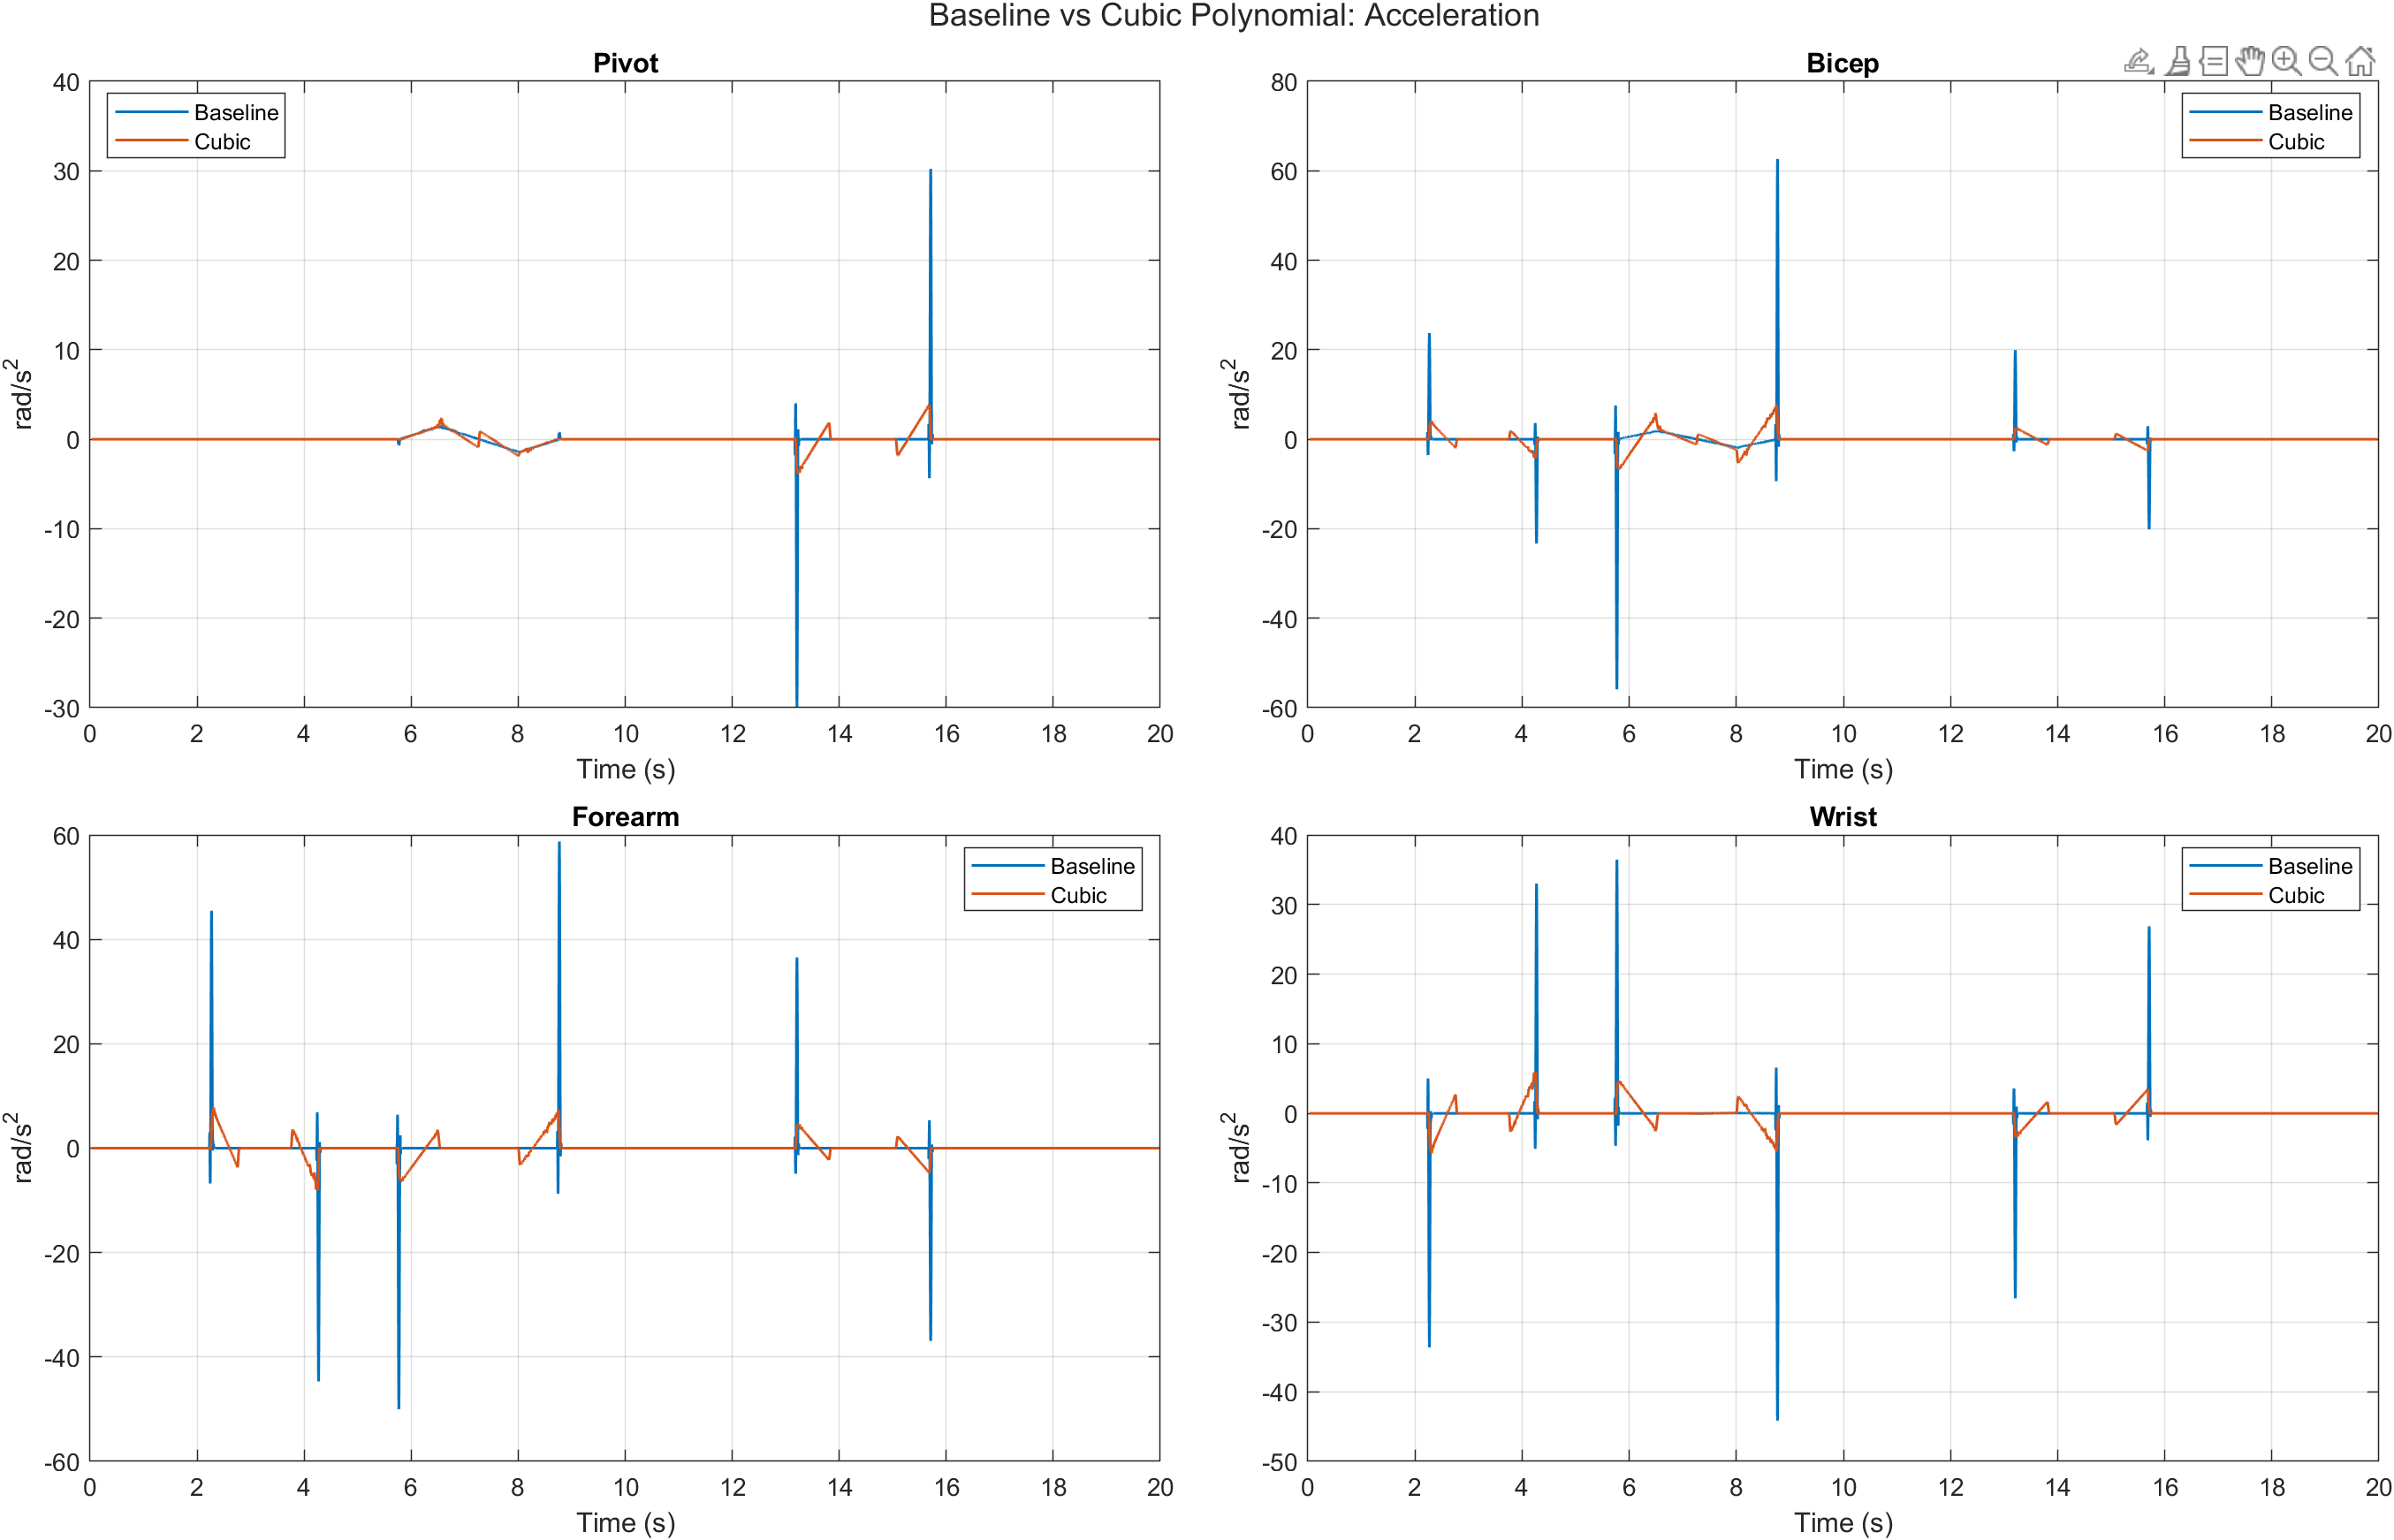 Baseline vs Cubic Polynomial: Acceleration
Pivot
Baseline
Cubic
40
30
20
10
0
-10
-20
-30
rad/s²
0 2 4 6 8 10 12 14 16 18 20
Time (s)
Bicep
Baseline
Cubic
80
60
40
20
0
-20
-40
-60
rad/s²
0 2 4 6 8 10 12 14 16 18 20
Time (s)
Forearm
Baseline
Cubic
60
40
20
0
-20
-40
-60
rad/s²
0 2 4 6 8 10 12 14 16 18 20
Time (s)
Wrist
Baseline
Cubic
40
30
20
10
0
-10
-20
-30
-40
-50
rad/s²
0 2 4 6 8 10 12 14 16 18 20
Time (s)